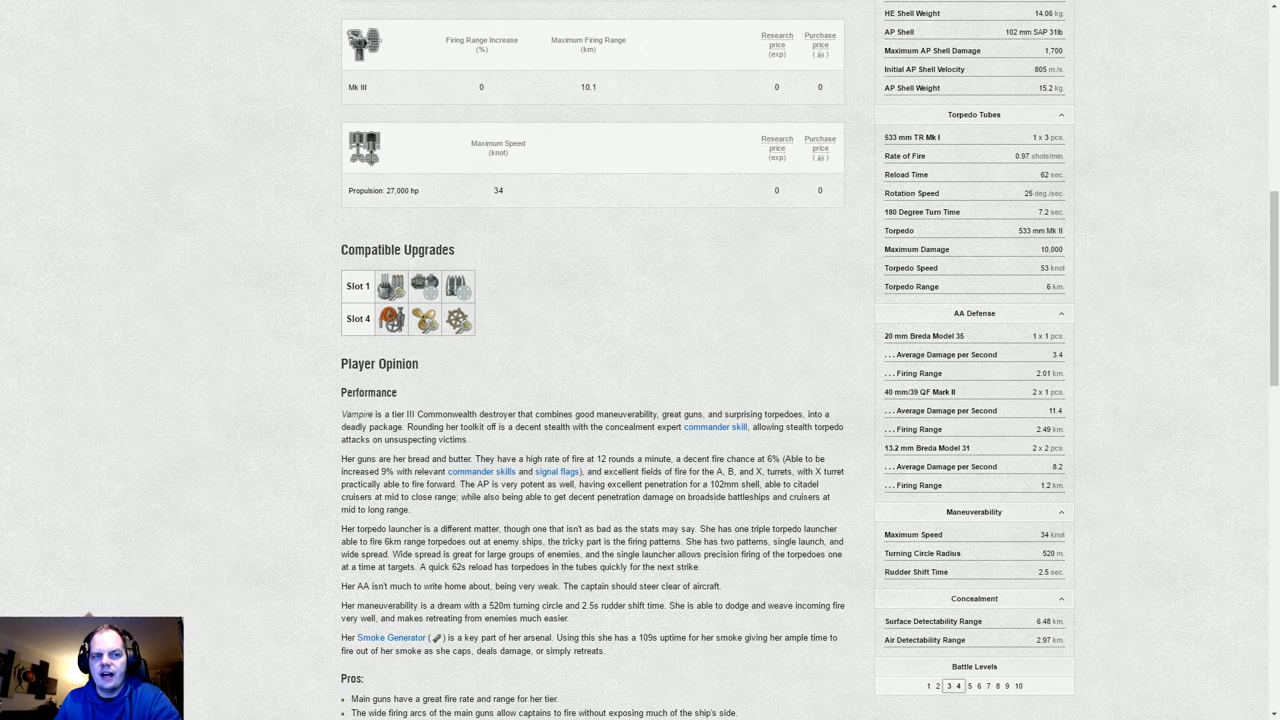 Firing Range Increase
(%)
Maximum Firing Range
(km)
Research
price
(exp)
Purchase
price
( )
Mk III
0
10.1
0
0
Maximum Speed
(knot)
Research
price
(exp)
Purchase
price
( )
Propulsion: 27,000 hp
34
0
0
Compatible Upgrades
Slot 1
Slot 4
Player Opinion
Performance
Vampire is a tier III Commonwealth destroyer that combines good maneuverability, great guns, and surprising torpedoes, into a
deadly package. Rounding her toolkit off is a decent stealth with the concealment expert commander skill, allowing stealth torpedo
attacks on unsuspecting victims.
Her guns are her bread and butter. They have a high rate of fire at 12 rounds a minute, a decent fire chance at 6% (Able to be
increased 9% with relevant commander skills and signal flags), and excellent fields of fire for the A, B, and X, turrets, with X turret
practically able to fire forward. The AP is very potent as well, having excellent penetration for a 102mm shell, able to citadel
cruisers at mid to close range; while also being able to get decent penetration damage on broadside battleships and cruisers at
mid to long range.
Her torpedo launcher is a different matter, though one that isn't as bad as the stats may say. She has one triple torpedo launcher
able to fire 6km range torpedoes out at enemy ships, the tricky part is the firing patterns. She has two patterns, single launch, and
wide spread. Wide spread is great for large groups of enemies, and the single launcher allows precision firing of the torpedoes one
at a time at targets. A quick 62s reload has torpedoes in the tubes quickly for the next strike.
Her AA isn't much to write home about, being very weak. The captain should steer clear of aircraft.
Her maneuverability is a dream with a 520m turning circle and 2.5s rudder shift time. She is able to dodge and weave incoming fire
very well, and makes retreating from enemies much easier.
Her Smoke Generator ( ) is a key part of her arsenal. Using this she has a 109s uptime for her smoke giving her ample time to
fire out of her smoke as she caps, deals damage, or simply retreats.
Pros:
Main guns have a great fire rate and range for her tier.
The wide firing arcs of the main guns allow captains to fire without exposing much of the ship's side.
HE Shell Weight 14.06 kg.
AP Shell 102 mm SAP 31lb
Maximum AP Shell Damage 1,700
Initial AP Shell Velocity 805 m./s.
AP Shell Weight 15.2 kg.
Torpedo Tubes
533 mm TR Mk I 1 x 3 pcs.
Rate of Fire 0.97 shots/min.
Reload Time 62 sec.
Rotation Speed 25 deg./sec.
180 Degree Turn Time 7.2 sec.
Torpedo 533 mm Mk II
Maximum Damage 10,000
Torpedo Speed 53 knot
Torpedo Range 6 km.
AA Defense
20 mm Breda Model 35 1 x 1 pcs.
. . . Average Damage per Second 3.4
. . . Firing Range 2.01 km.
40 mm/39 QF Mark II 2 x 1 pcs.
. . . Average Damage per Second 11.4
. . . Firing Range 2.49 km.
13.2 mm Breda Model 31 2 x 2 pcs.
. . . Average Damage per Second 8.2
. . . Firing Range 1.2 km.
Maneuverability
Maximum Speed 34 knot
Turning Circle Radius 520 m.
Rudder Shift Time 2.5 sec.
Concealment
Surface Detectability Range 6.48 km.
Air Detectability Range 2.97 km.
Battle Levels
1 2 3 4 5 6 7 8 9 10